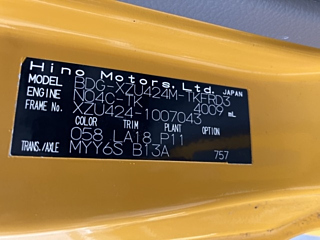 Hino Motors, Ltd. JAPAN
MODEL BDG-XZU424M-TKFRD3
ENGINE N04C-TK 4009 mL
FRAME No. XZU424-1007043
COLOR TRIM PLANT OPTION
058 LA18 P11
TRANS./AXLE MYY6S B13A
757